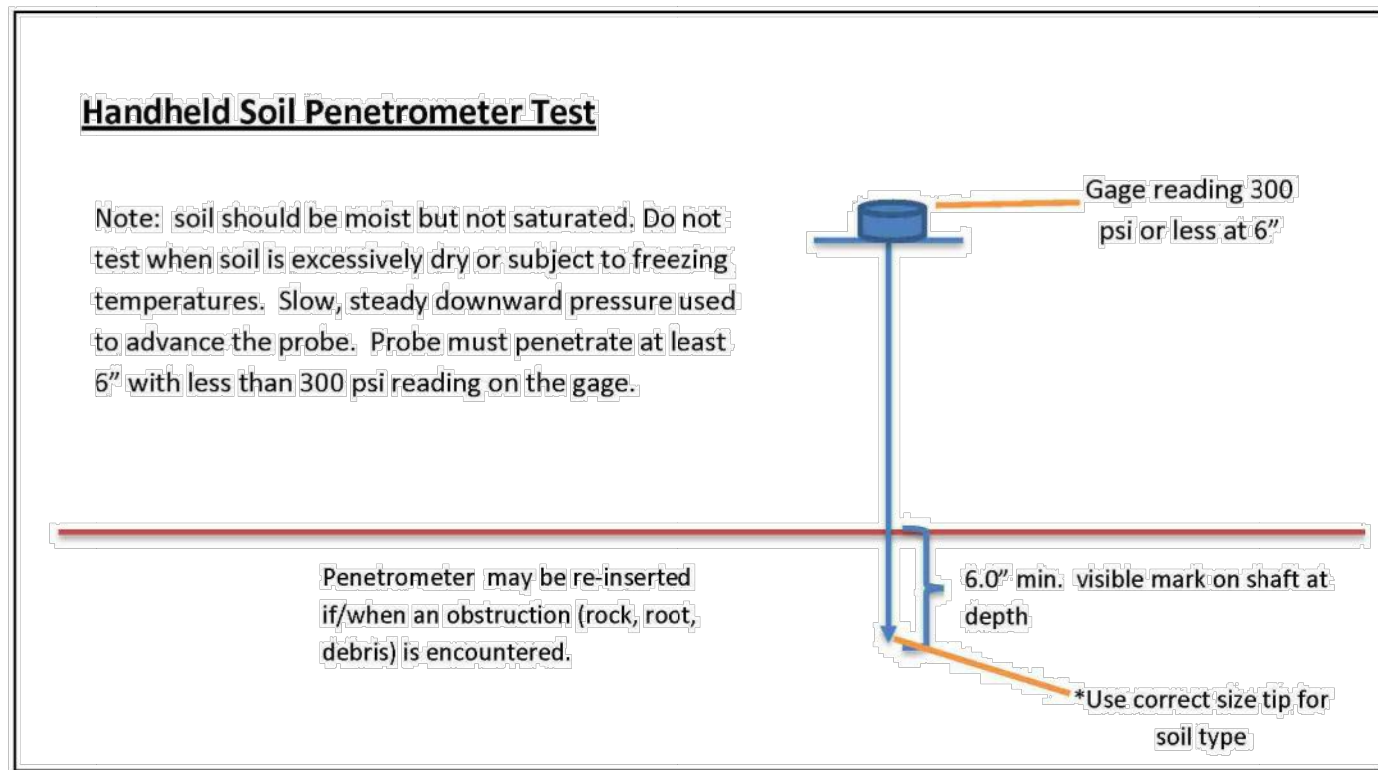 Handheld Soil Penetrometer Test
Note: soil should be moist but not saturated. Do not
test when soil is excessively dry or subject to freezing
temperatures. Slow, steady downward pressure used
to advance the probe. Probe must penetrate at least
6” with less than 300 psi reading on the gage.
Gage reading 300
psi or less at 6”
Penetrometer may be re-inserted
if/when an obstruction (rock, root,
debris) is encountered.
6.0” min. visible mark on shaft at
depth
*Use correct size tip for
soil type